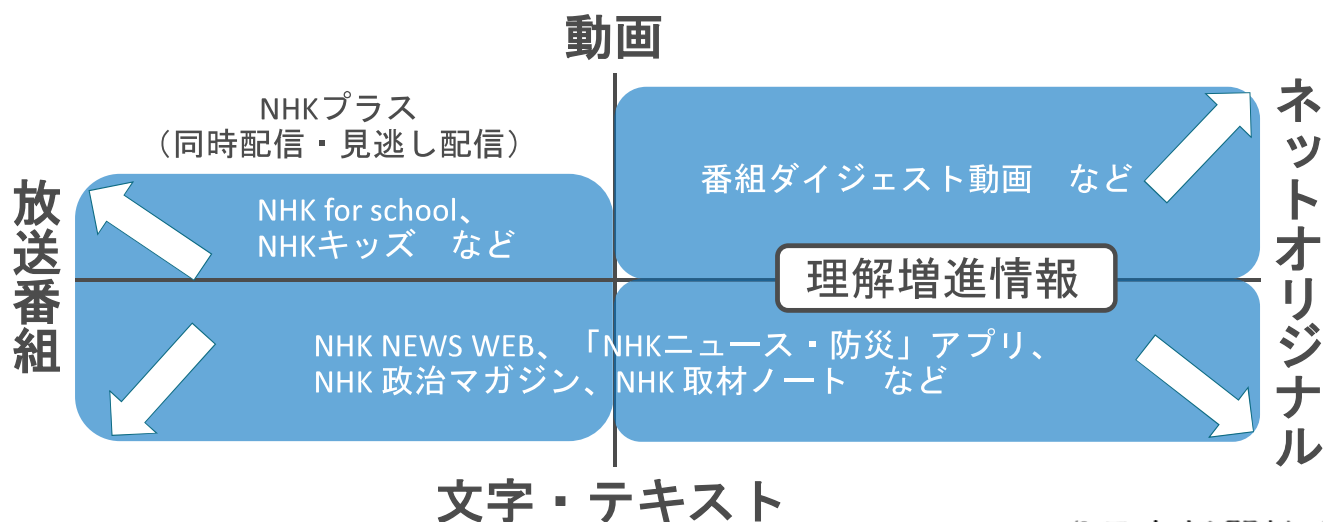 動画
NHKプラス
（同時配信・見逃し配信）
放送番組
NHK for school、
NHKキッズ　など
番組ダイジェスト動画　など
ネットオリジナル
理解増進情報
NHK NEWS WEB、「NHKニュース・防災」アプリ、
NHK 政治マガジン、NHK 取材ノート　など
文字・テキスト